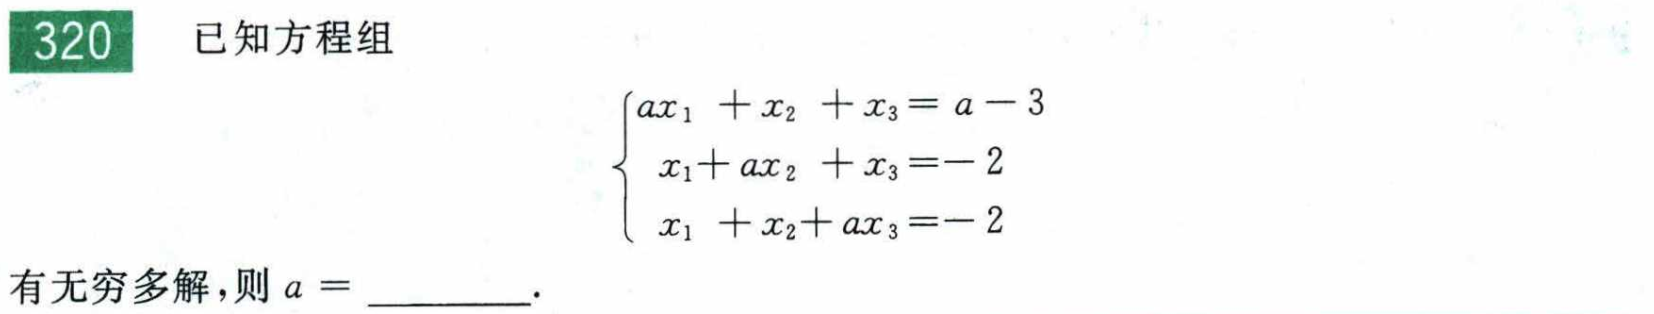 320 已知方程组
ax₁ + x₂ + x₃ = a − 3
x₁ + ax₂ + x₃ = − 2
x₁ + x₂ + ax₃ = − 2
有无穷多解,则 a = ________.